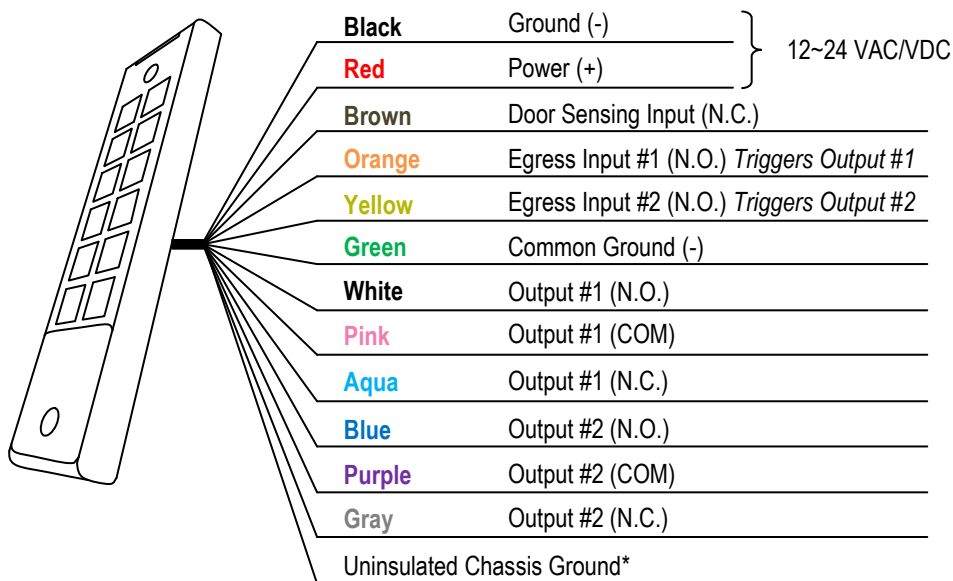 Black Ground (-)
Red Power (+)
12~24 VAC/VDC
Brown Door Sensing Input (N.C.)
Orange Egress Input #1 (N.O.) Triggers Output #1
Yellow Egress Input #2 (N.O.) Triggers Output #2
Green Common Ground (-)
White Output #1 (N.O.)
Pink Output #1 (COM)
Aqua Output #1 (N.C.)
Blue Output #2 (N.O.)
Purple Output #2 (COM)
Gray Output #2 (N.C.)
Uninsulated Chassis Ground*